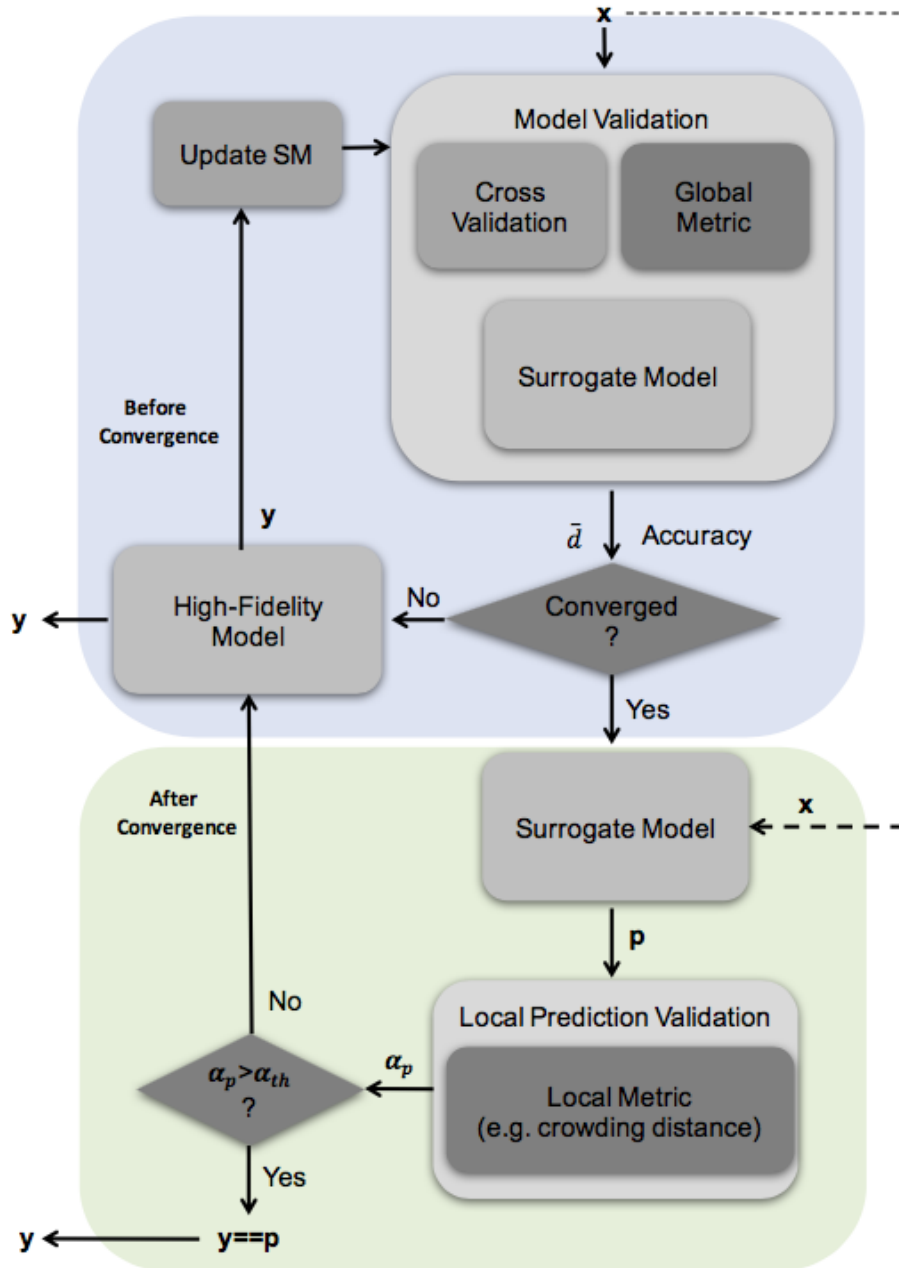 x
Model Validation
Update SM
Cross
Validation
Global
Metric
Surrogate Model
Before
Convergence
y
d̄
Accuracy
High-Fidelity
Model
No
Converged
?
y
Yes
After
Convergence
Surrogate Model
x
p
No
Local Prediction Validation
α_p>α_th
?
α_p
Local Metric
(e.g. crowding distance)
Yes
y
y==p